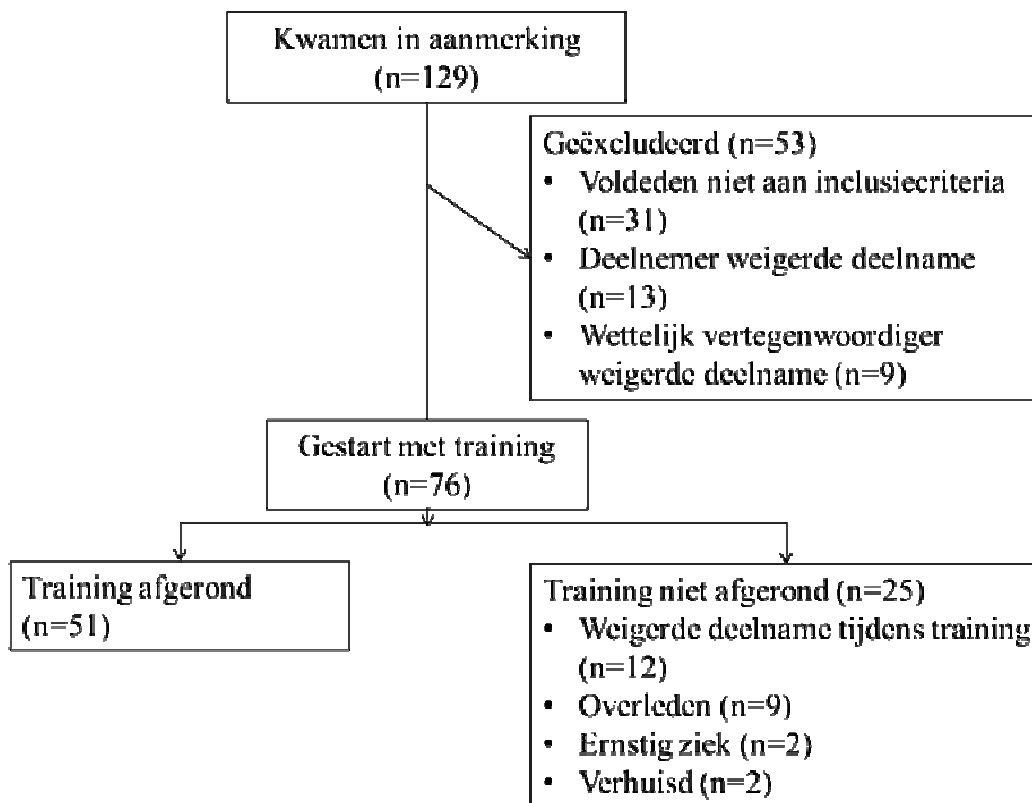 Kwamen in aanmerking
(n=129)
Geëxcludeerd (n=53)
• Voldeden niet aan inclusiecriteria
(n=31)
• Deelnemer weigerde deelname
(n=13)
• Wettelijk vertegenwoordiger
weigerde deelname (n=9)
Gestart met training
(n=76)
Training afgerond
(n=51)
Training niet afgerond (n=25)
• Weigerde deelname tijdens training
(n=12)
• Overleden (n=9)
• Ernstig ziek (n=2)
• Verhuisd (n=2)